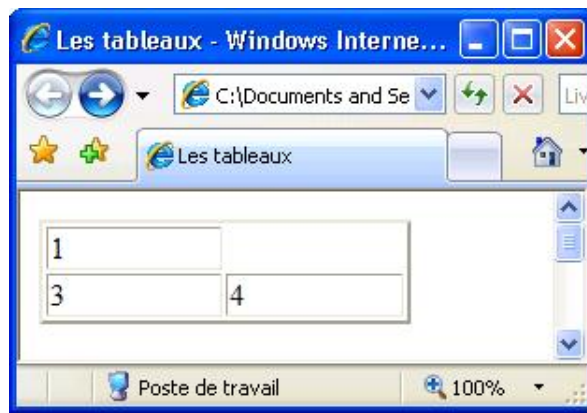 Les tableaux - Windows Interne...
C:\Documents and Se
Liv
Les tableaux
1
3 4
Poste de travail 100%